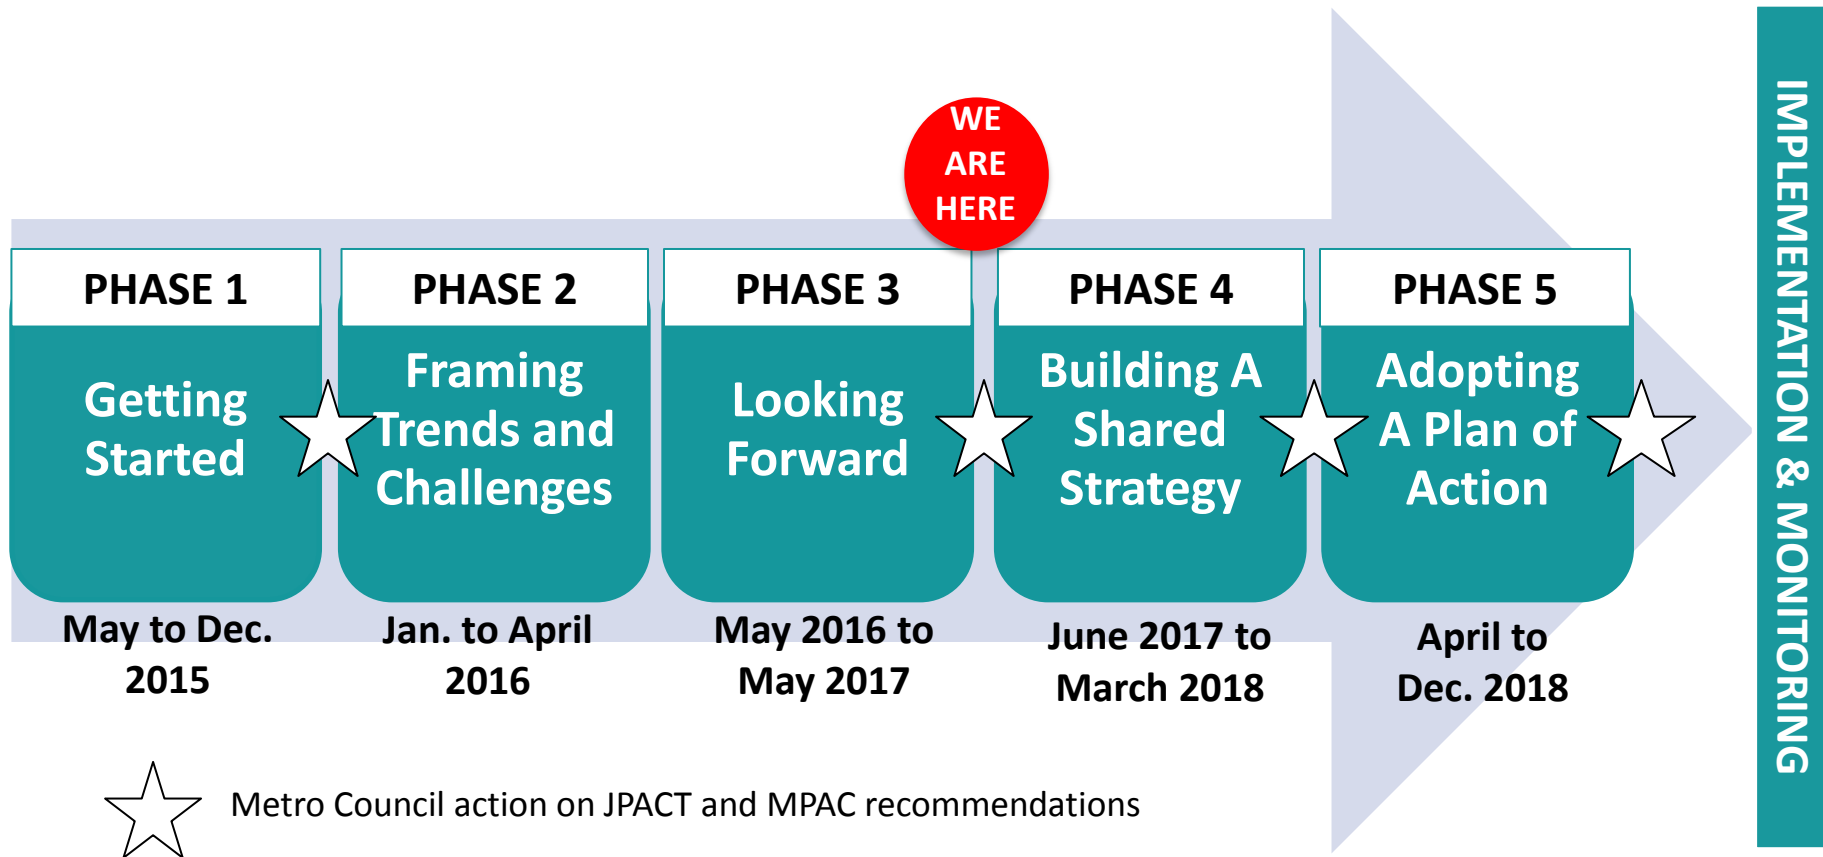 WE
ARE
HERE
PHASE 1
Getting
Started
May to Dec.
2015
PHASE 2
Framing
Trends and
Challenges
Jan. to April
2016
PHASE 3
Looking
Forward
May 2016 to
May 2017
PHASE 4
Building A
Shared
Strategy
June 2017 to
March 2018
PHASE 5
Adopting
A Plan of
Action
April to
Dec. 2018
IMPLEMENTATION & MONITORING
Metro Council action on JPACT and MPAC recommendations